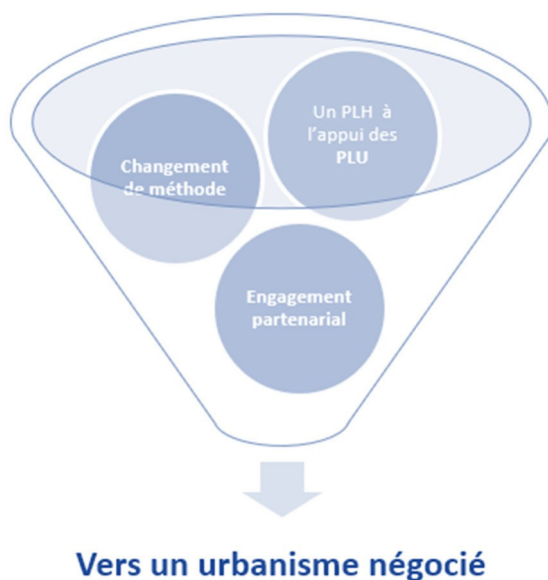 Un PLH à
l'appui des
PLU
Changement
de méthode
Engagement
partenarial
Vers un urbanisme négocié